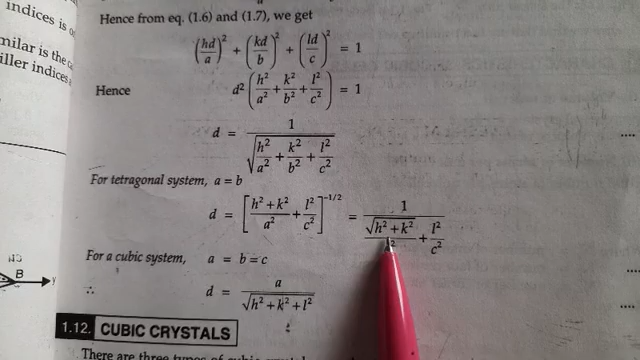 indices is
milar is the
iller indices
Hence from eq. (1.6) and (1.7), we get
(hd/a)² + (kd/b)² + (ld/c)² = 1
Hence d² (h²/a² + k²/b² + l²/c²) = 1
d = 1/√(h²/a² + k²/b² + l²/c²)
For tetragonal system, a = b
d = [(h² + k²)/a² + l²/c²]^(-1/2) = 1/(√(h² + k²)/ ² + l²/c²)
For a cubic system, a = b = c
∴ d = a/√(h² + k² + l²)
B
y
1.12. CUBIC CRYSTALS
There are three types of cubic